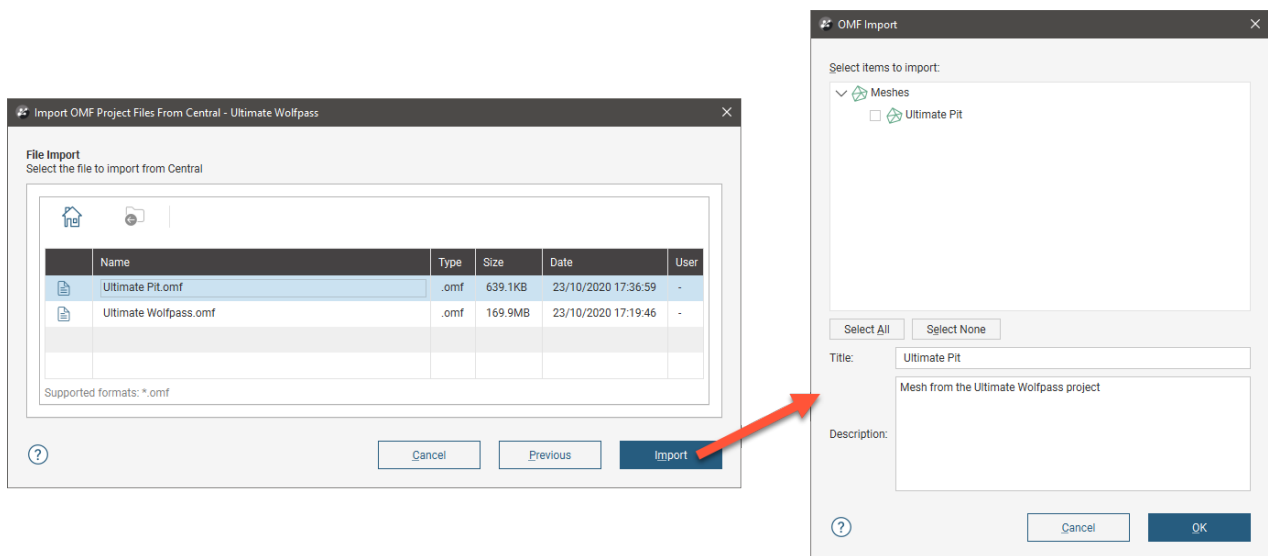 Import OMF Project Files From Central - Ultimate Wolfpass
File Import
Select the file to import from Central
Name Type Size Date User
Ultimate Pit.omf .omf 639.1KB 23/10/2020 17:36:59 -
Ultimate Wolfpass.omf .omf 169.9MB 23/10/2020 17:19:46 -
Supported formats: *.omf
? Cancel Previous Import
OMF Import
Select items to import:
Meshes
Ultimate Pit
Select All Select None
Title: Ultimate Pit
Mesh from the Ultimate Wolfpass project
Description:
? Cancel OK